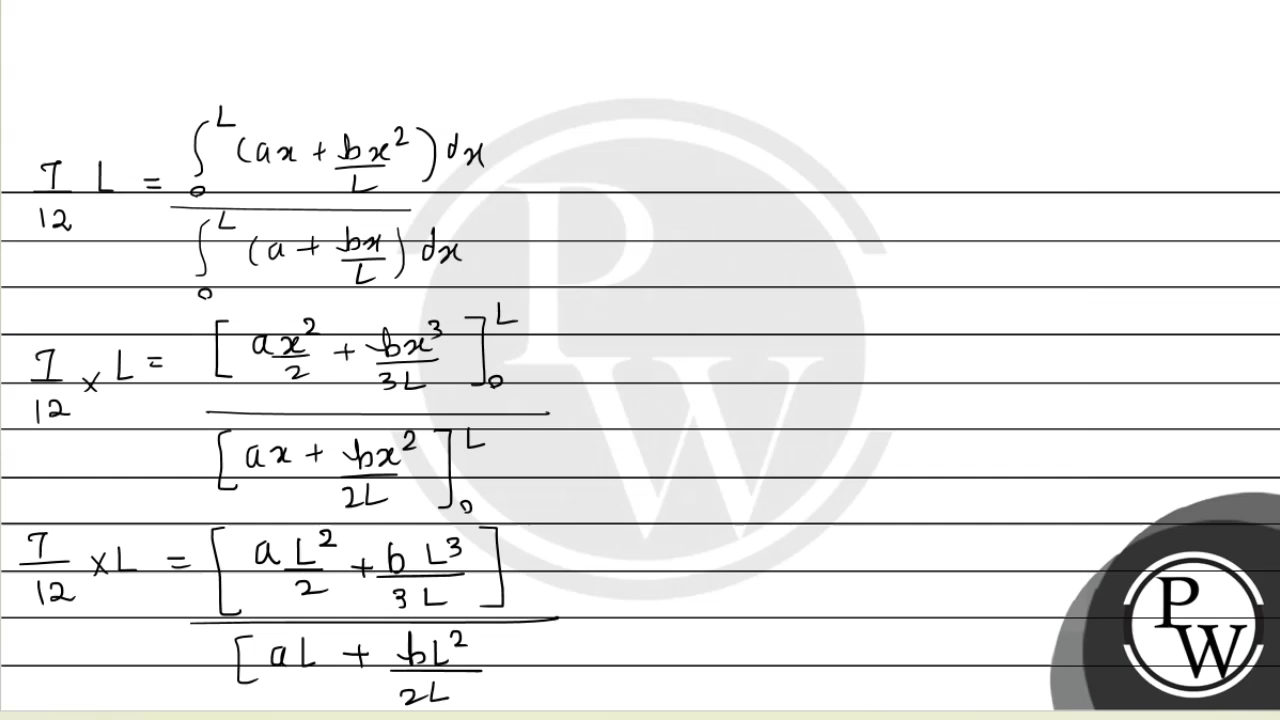 7/12 L = ∫₀ᴸ (ax + bx²/L) dx / ∫₀ᴸ (a + bx/L) dx
7/12 × L = [ax²/2 + bx³/3L]₀ᴸ / [ax + bx²/2L]₀ᴸ
7/12 × L = [aL²/2 + bL³/3L] / [aL + bL²/2L
PW
PW